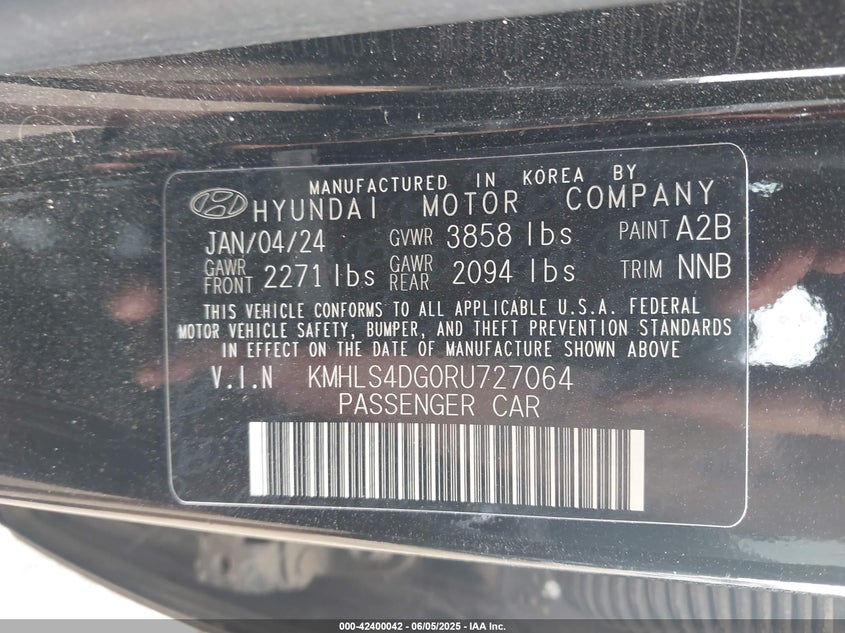 MANUFACTURED IN KOREA BY
HYUNDAI MOTOR COMPANY
JAN/04/24 GVWR 3858 lbs PAINT A2B
GAWR FRONT 2271 lbs GAWR REAR 2094 lbs TRIM NNB
THIS VEHICLE CONFORMS TO ALL APPLICABLE U.S.A. FEDERAL
MOTOR VEHICLE SAFETY, BUMPER, AND THEFT PREVENTION STANDARDS
IN EFFECT ON THE DATE OF MANUFACTURE SHOWN ABOVE
V.I.N KMHLS4DG0RU727064
PASSENGER CAR
000-42400042 - 06/05/2025 - IAA Inc.